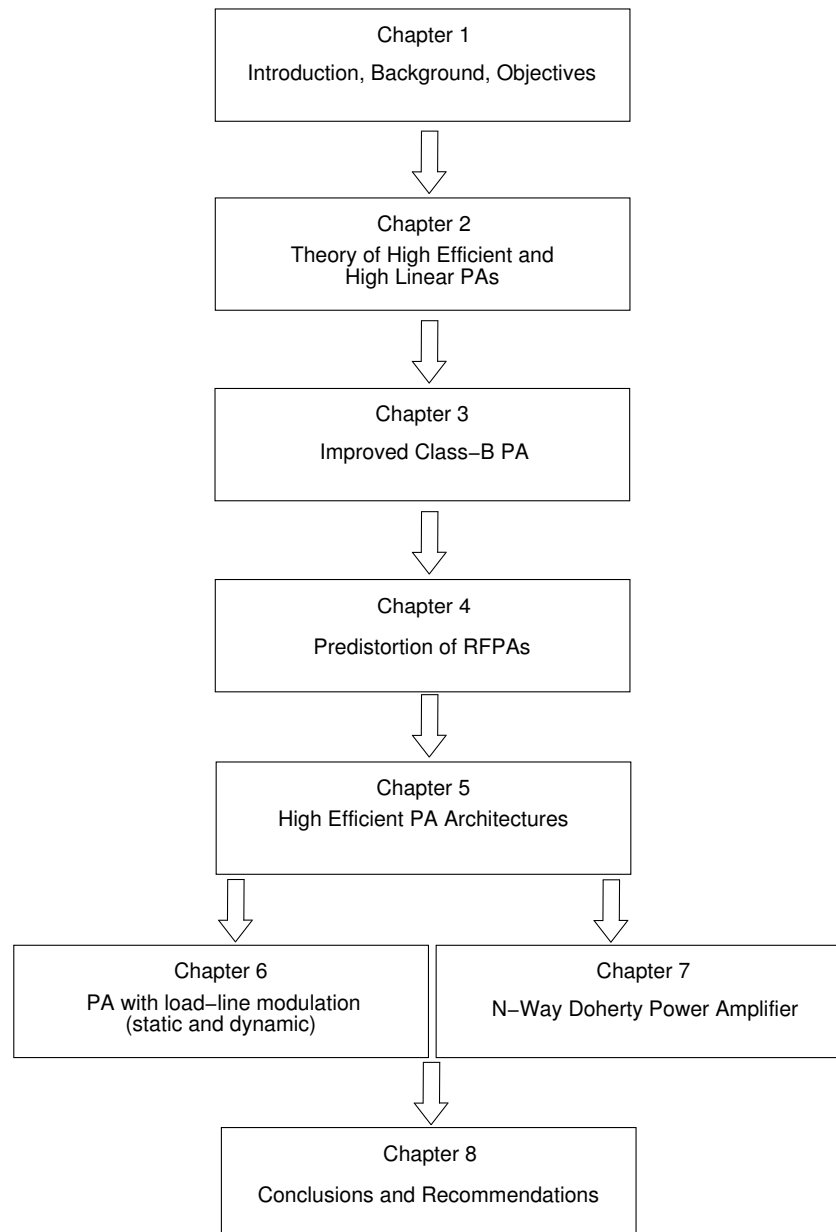 Chapter 1
Introduction, Background, Objectives
Chapter 2
Theory of High Efficient and
High Linear PAs
Chapter 3
Improved Class−B PA
Chapter 4
Predistortion of RFPAs
Chapter 5
High Efficient PA Architectures
Chapter 6
PA with load−line modulation
(static and dynamic)
Chapter 7
N−Way Doherty Power Amplifier
Chapter 8
Conclusions and Recommendations